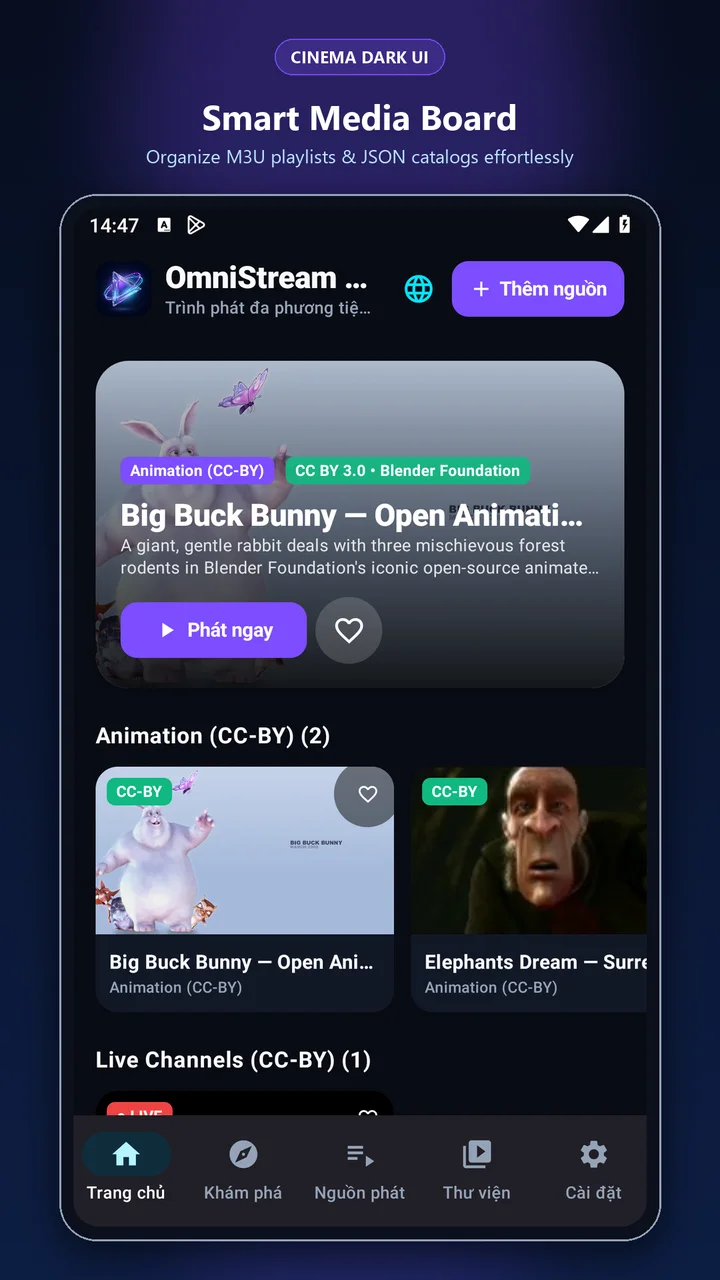 CINEMA DARK UI
Smart Media Board
Organize M3U playlists & JSON catalogs effortlessly
14:47
A
OmniStream ...
Trình phát đa phương tiệ...
+ Thêm nguồn
Animation (CC-BY)
CC BY 3.0 • Blender Foundation
Big Buck Bunny — Open Animati...
A giant, gentle rabbit deals with three mischievous forest
rodents in Blender Foundation's iconic open-source animate...
Phát ngay
Animation (CC-BY) (2)
CC-BY
BIG BUCK BUNNY
Big Buck Bunny — Open Ani...
Animation (CC-BY)
CC-BY
Elephants Dream — Surre
Animation (CC-BY)
Live Channels (CC-BY) (1)
LIVE
Trang chủ
Khám phá
Nguồn phát
Thư viện
Cài đặt